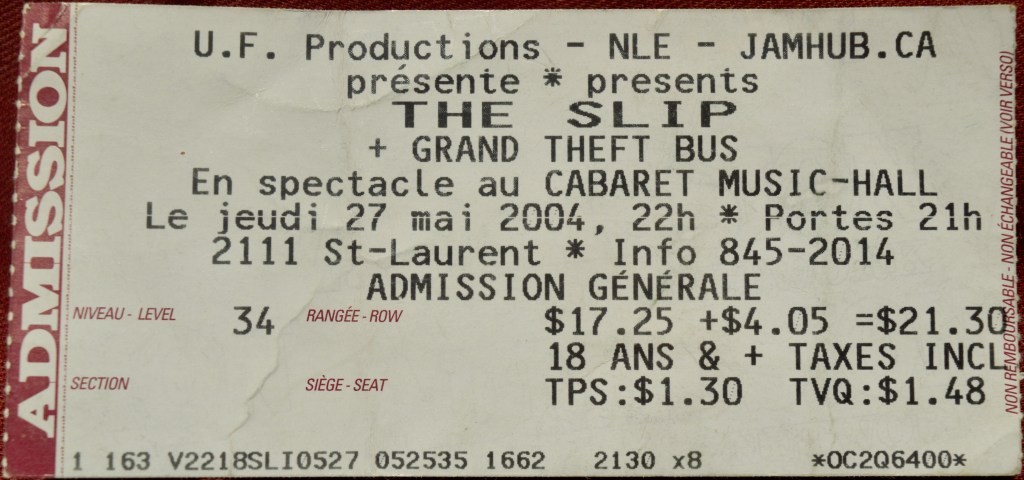 ADMISSION
U.F. Productions - NLE - JAMHUB.CA
présente * presents
THE SLIP
+ GRAND THEFT BUS
En spectacle au CABARET MUSIC-HALL
Le jeudi 27 mai 2004, 22h * Portes 21h
2111 St-Laurent * Info 845-2014
ADMISSION GÉNÉRALE
NIVEAU - LEVEL 34 RANGÉE - ROW $17.25 +$4.05 =$21.30
18 ANS & + TAXES INCL
SECTION SIÈGE - SEAT TPS:$1.30 TVQ:$1.48
1 163 V2218SLI0527 052535 1662 2130 x8 *OC2Q6400*
NON REMBOURSABLE - NON ÉCHANGEABLE (VOIR VERSO)